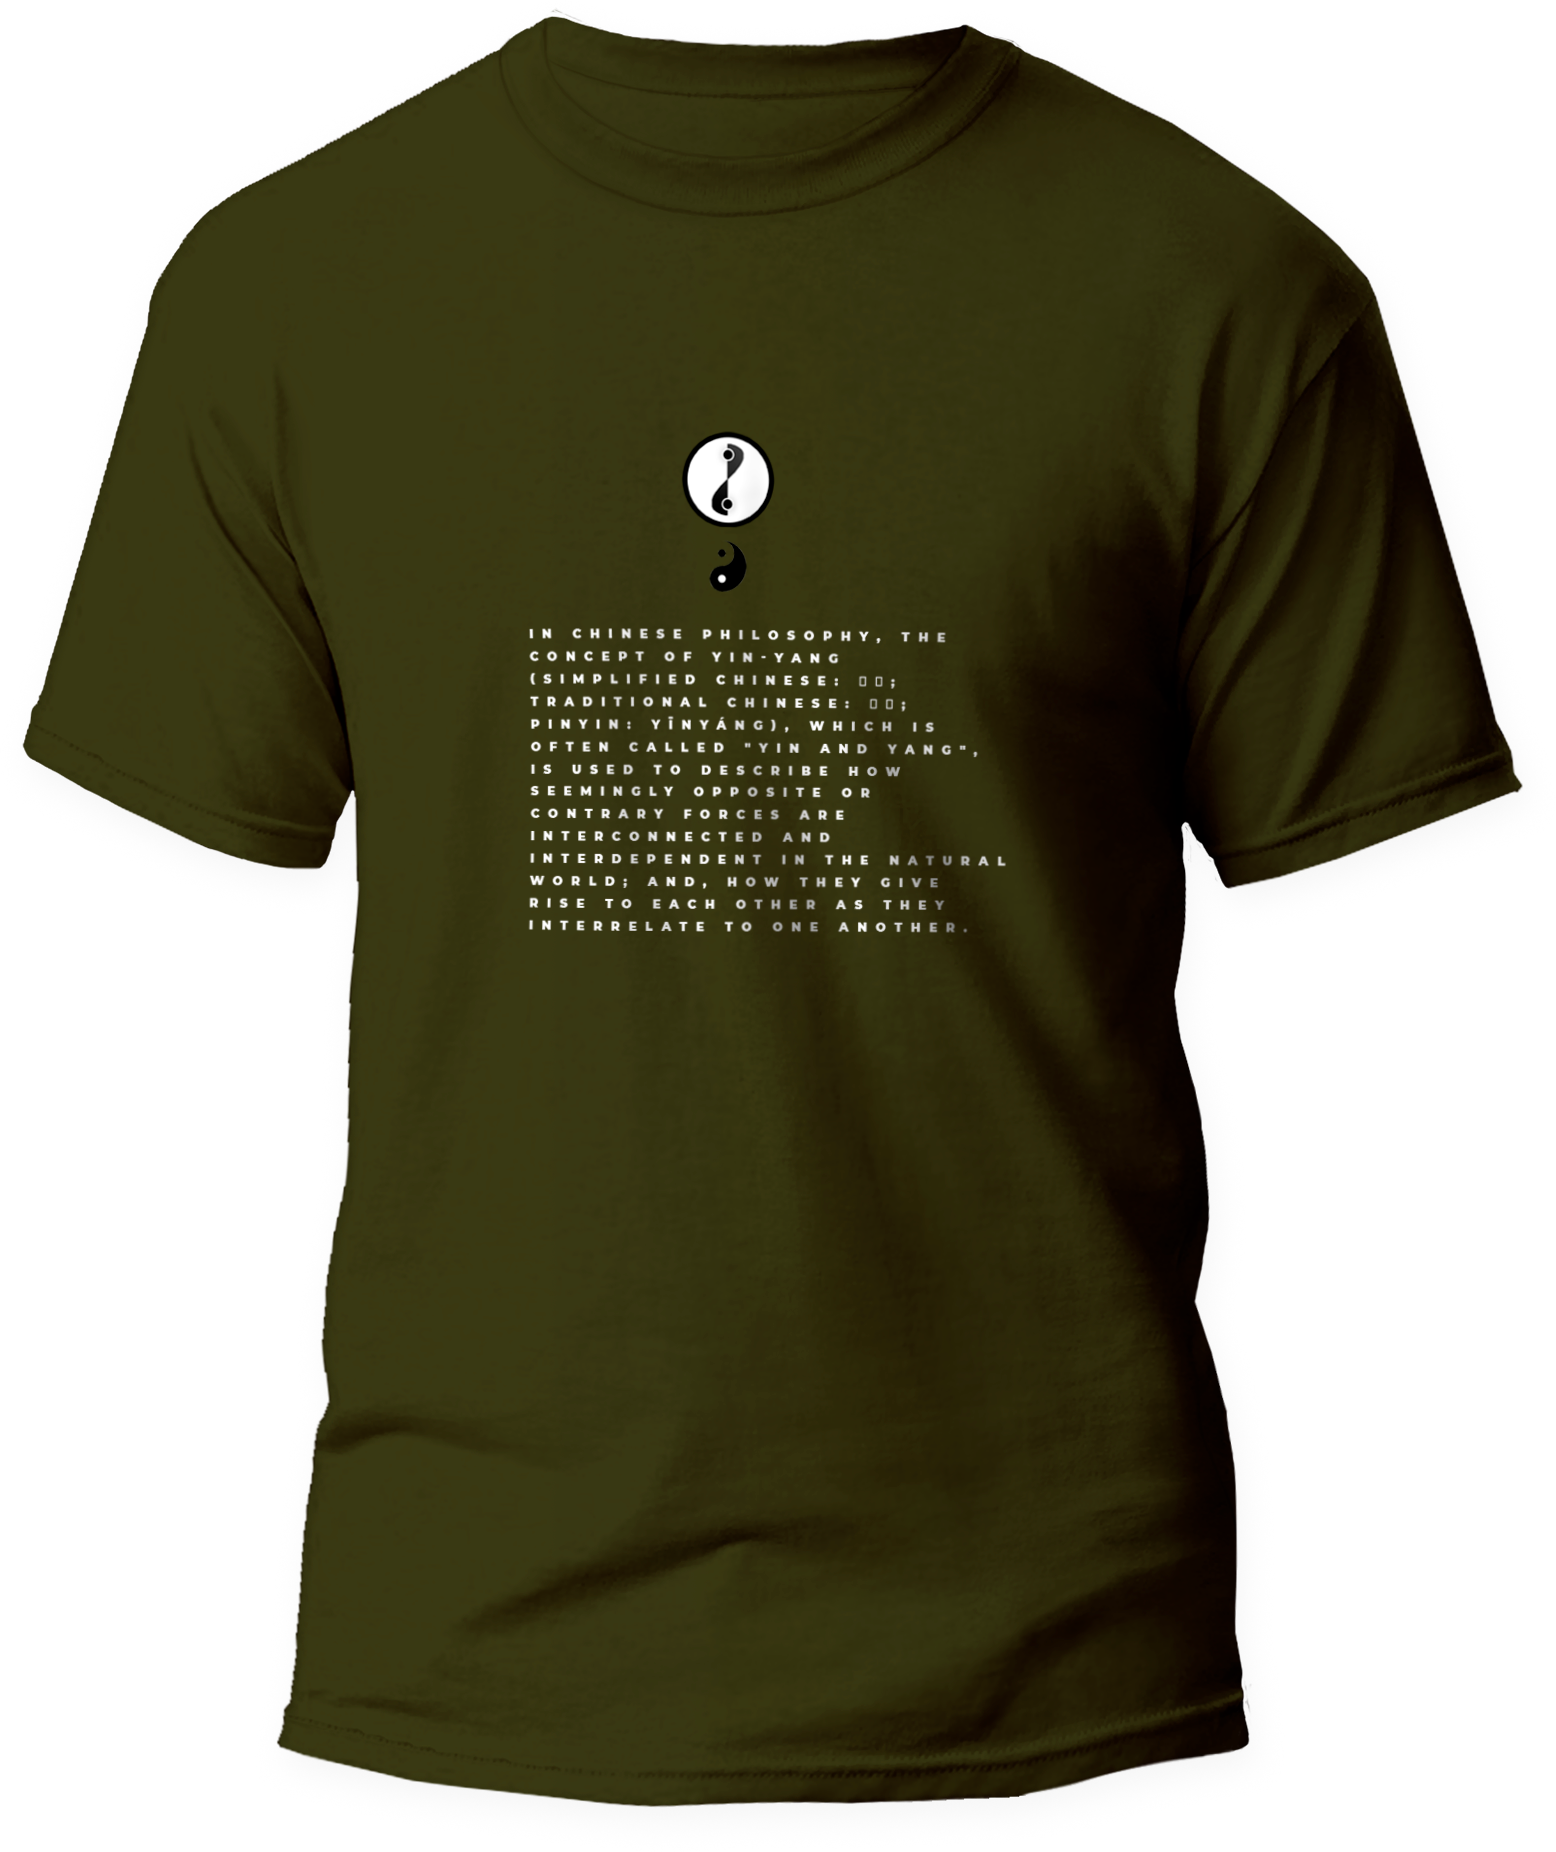 IN CHINESE PHILOSOPHY, THE
CONCEPT OF YIN-YANG
(SIMPLIFIED CHINESE: ▯▯;
TRADITIONAL CHINESE: ▯▯;
PINYIN: YĪNYÁNG), WHICH IS
OFTEN CALLED "YIN AND YANG",
IS USED TO DESCRIBE HOW
SEEMINGLY OPPOSITE OR
CONTRARY FORCES ARE
INTERCONNECTED AND
INTERDEPENDENT IN THE NATURAL
WORLD; AND, HOW THEY GIVE
RISE TO EACH OTHER AS THEY
INTERRELATE TO ONE ANOTHER.